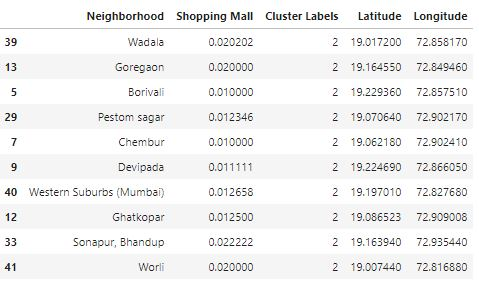 Neighborhood Shopping Mall Cluster Labels Latitude Longitude
39 Wadala 0.020202 2 19.017200 72.858170
13 Goregaon 0.020000 2 19.164550 72.849460
5 Borivali 0.010000 2 19.229360 72.857510
29 Pestom sagar 0.012346 2 19.070640 72.902170
7 Chembur 0.010000 2 19.062180 72.902410
9 Devipada 0.011111 2 19.224690 72.866050
40 Western Suburbs (Mumbai) 0.012658 2 19.197010 72.827680
12 Ghatkopar 0.012500 2 19.086523 72.909008
33 Sonapur, Bhandup 0.022222 2 19.163940 72.935440
41 Worli 0.020000 2 19.007440 72.816880